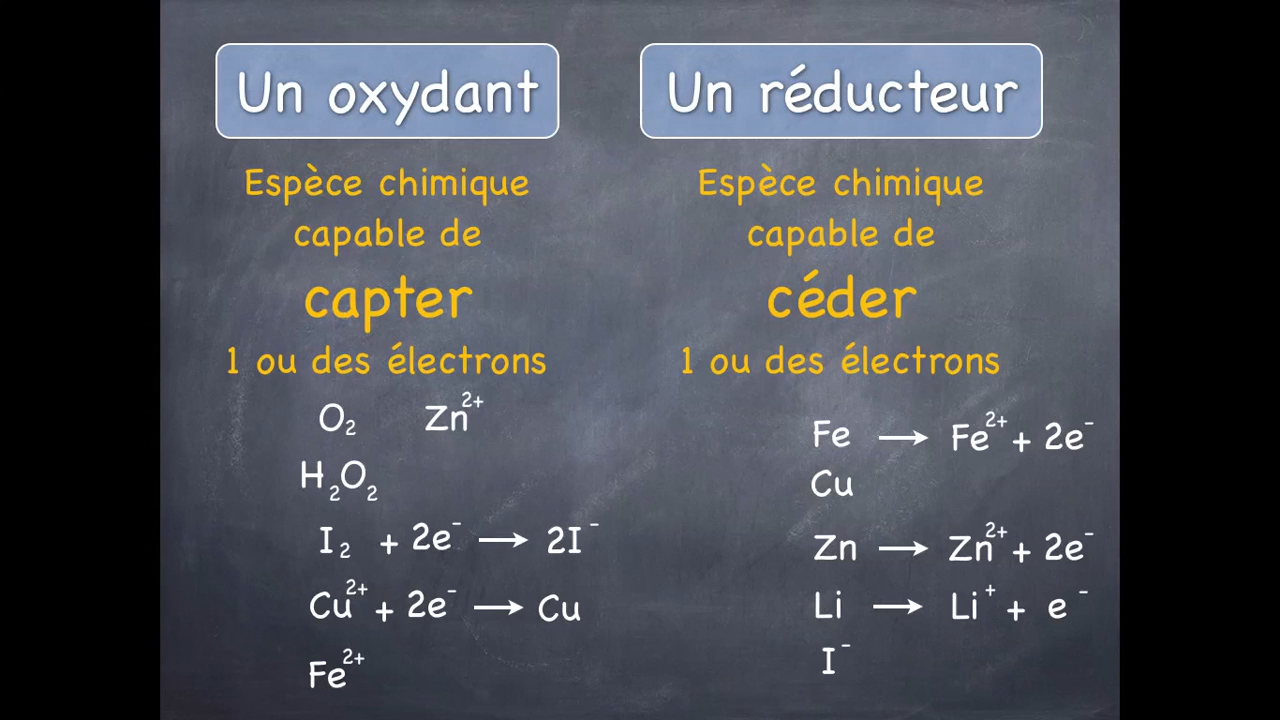 Un oxydant
Espèce chimique
capable de
capter
1 ou des électrons
O₂ Zn²⁺
H₂O₂
I₂ + 2e⁻ → 2I⁻
Cu²⁺ + 2e⁻ → Cu
Fe²⁺
Un réducteur
Espèce chimique
capable de
céder
1 ou des électrons
Fe → Fe²⁺ + 2e⁻
Cu
Zn → Zn²⁺ + 2e⁻
Li → Li⁺ + e⁻
I⁻